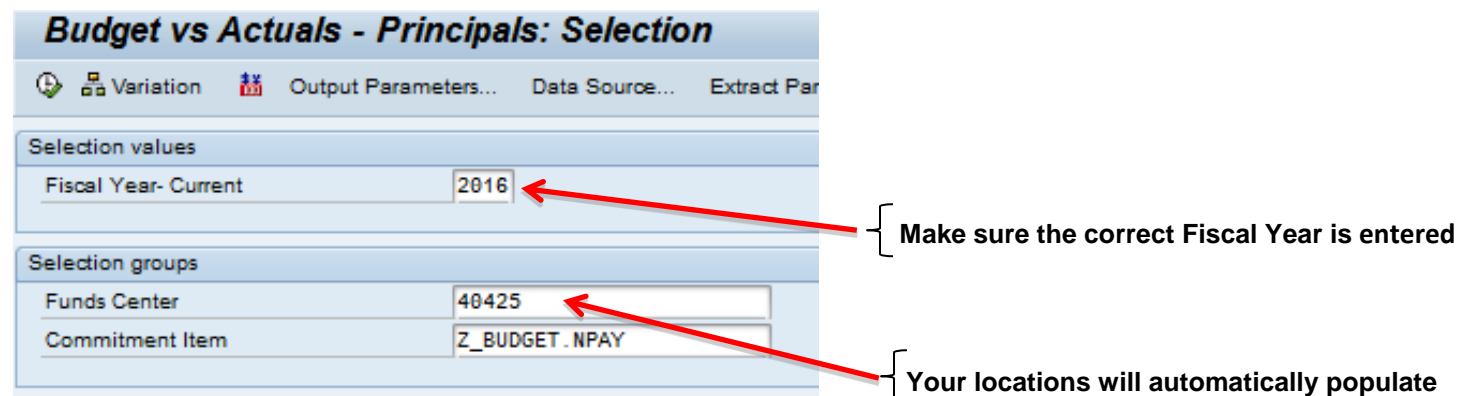 Budget vs Actuals - Principals: Selection
Variation Output Parameters... Data Source... Extract Par
Selection values
Fiscal Year- Current 2016
Make sure the correct Fiscal Year is entered
Selection groups
Funds Center 40425
Commitment Item Z_BUDGET.NPAY
Your locations will automatically populate